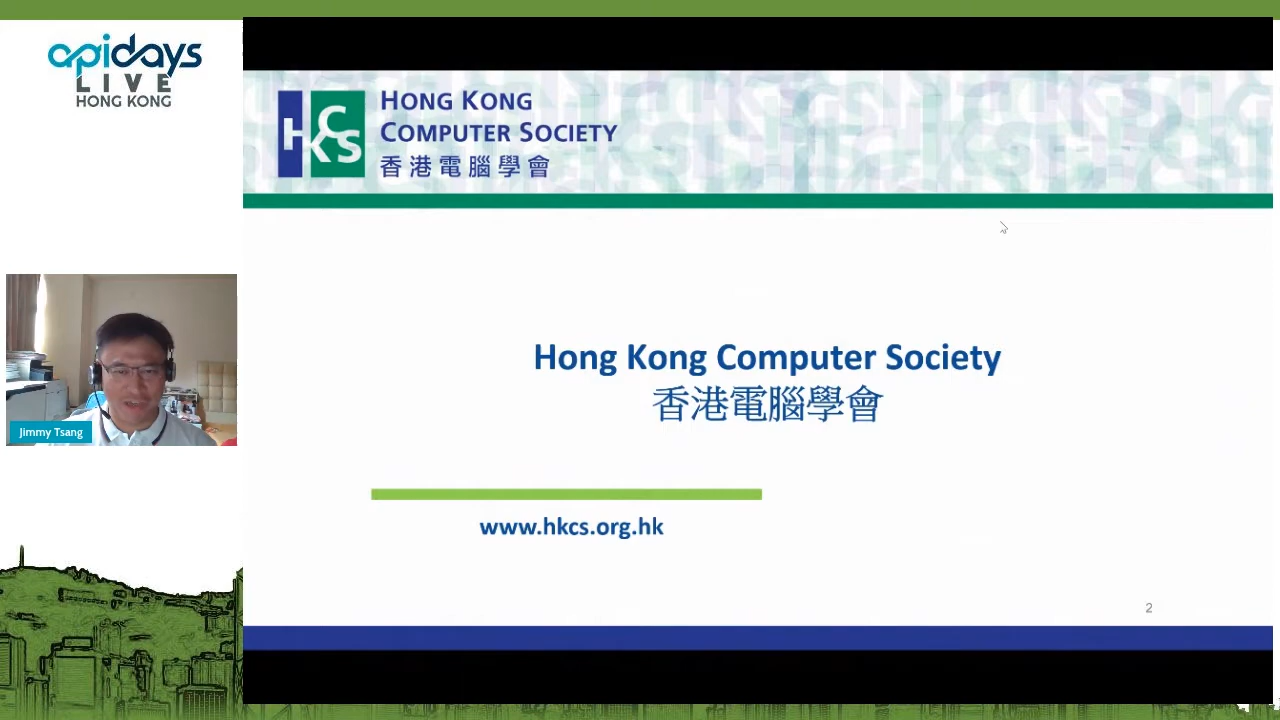 apidays
LIVE
HONG KONG
HKCS
HONG KONG
COMPUTER SOCIETY
香港電腦學會
Hong Kong Computer Society
香港電腦學會
www.hkcs.org.hk
2
Jimmy Tsang